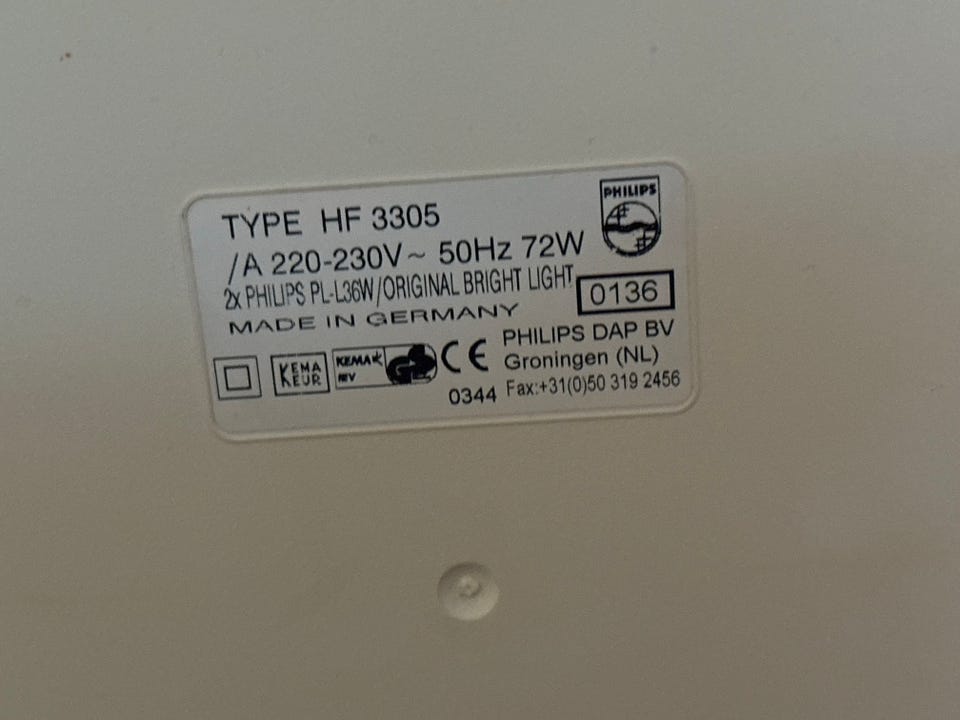 PHILIPS
TYPE HF 3305
/A 220-230V~ 50Hz 72W
2x PHILIPS PL-L36W/ORIGINAL BRIGHT LIGHT
0136
MADE IN GERMANY
KEMA
KEUR
KEMA
PHILIPS DAP BV
CE Groningen (NL)
0344 Fax:+31(0)50 319 2456